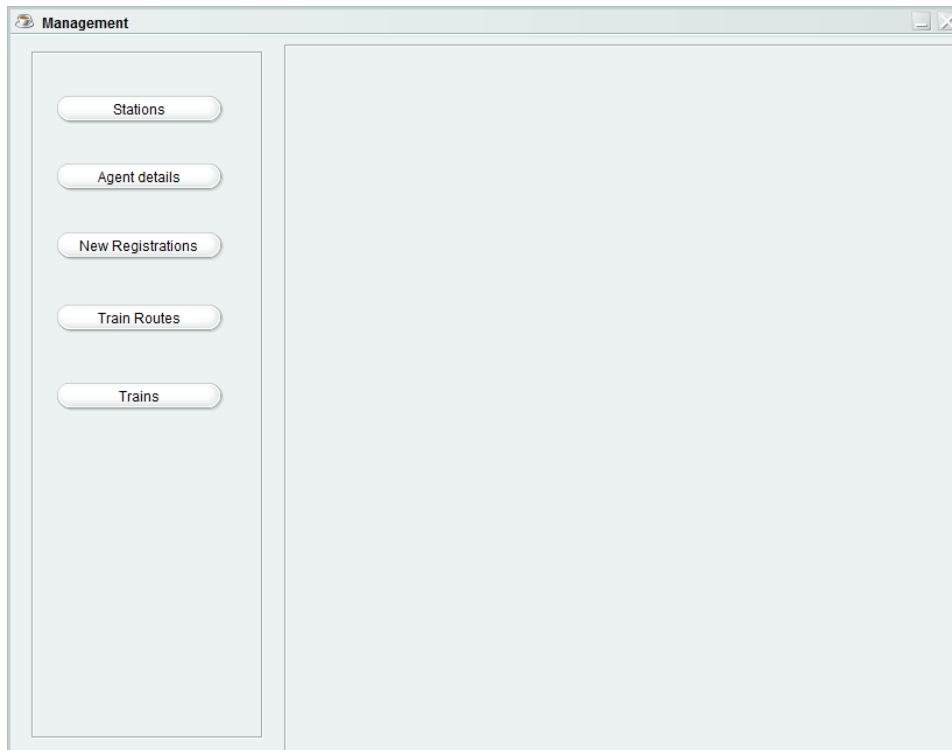 Management
Stations
Agent details
New Registrations
Train Routes
Trains